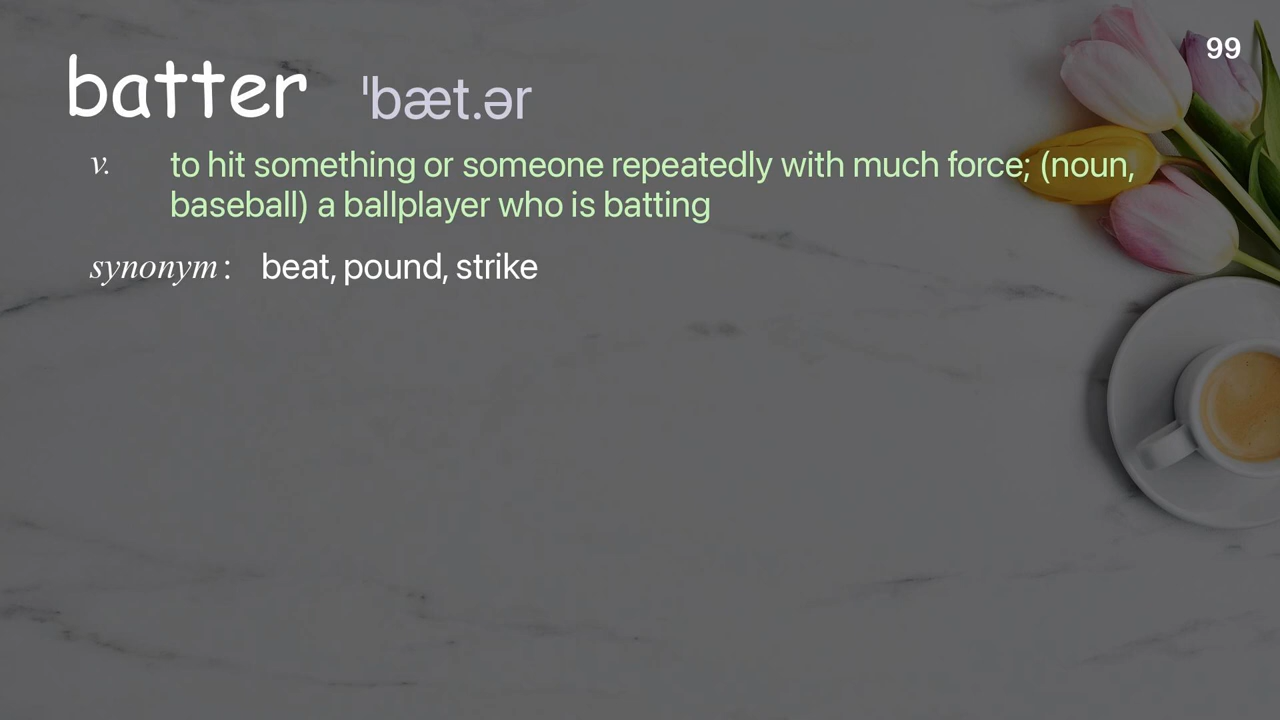 99
batter ˈbæt.ər
v. to hit something or someone repeatedly with much force; (noun,
baseball) a ballplayer who is batting
synonym: beat, pound, strike